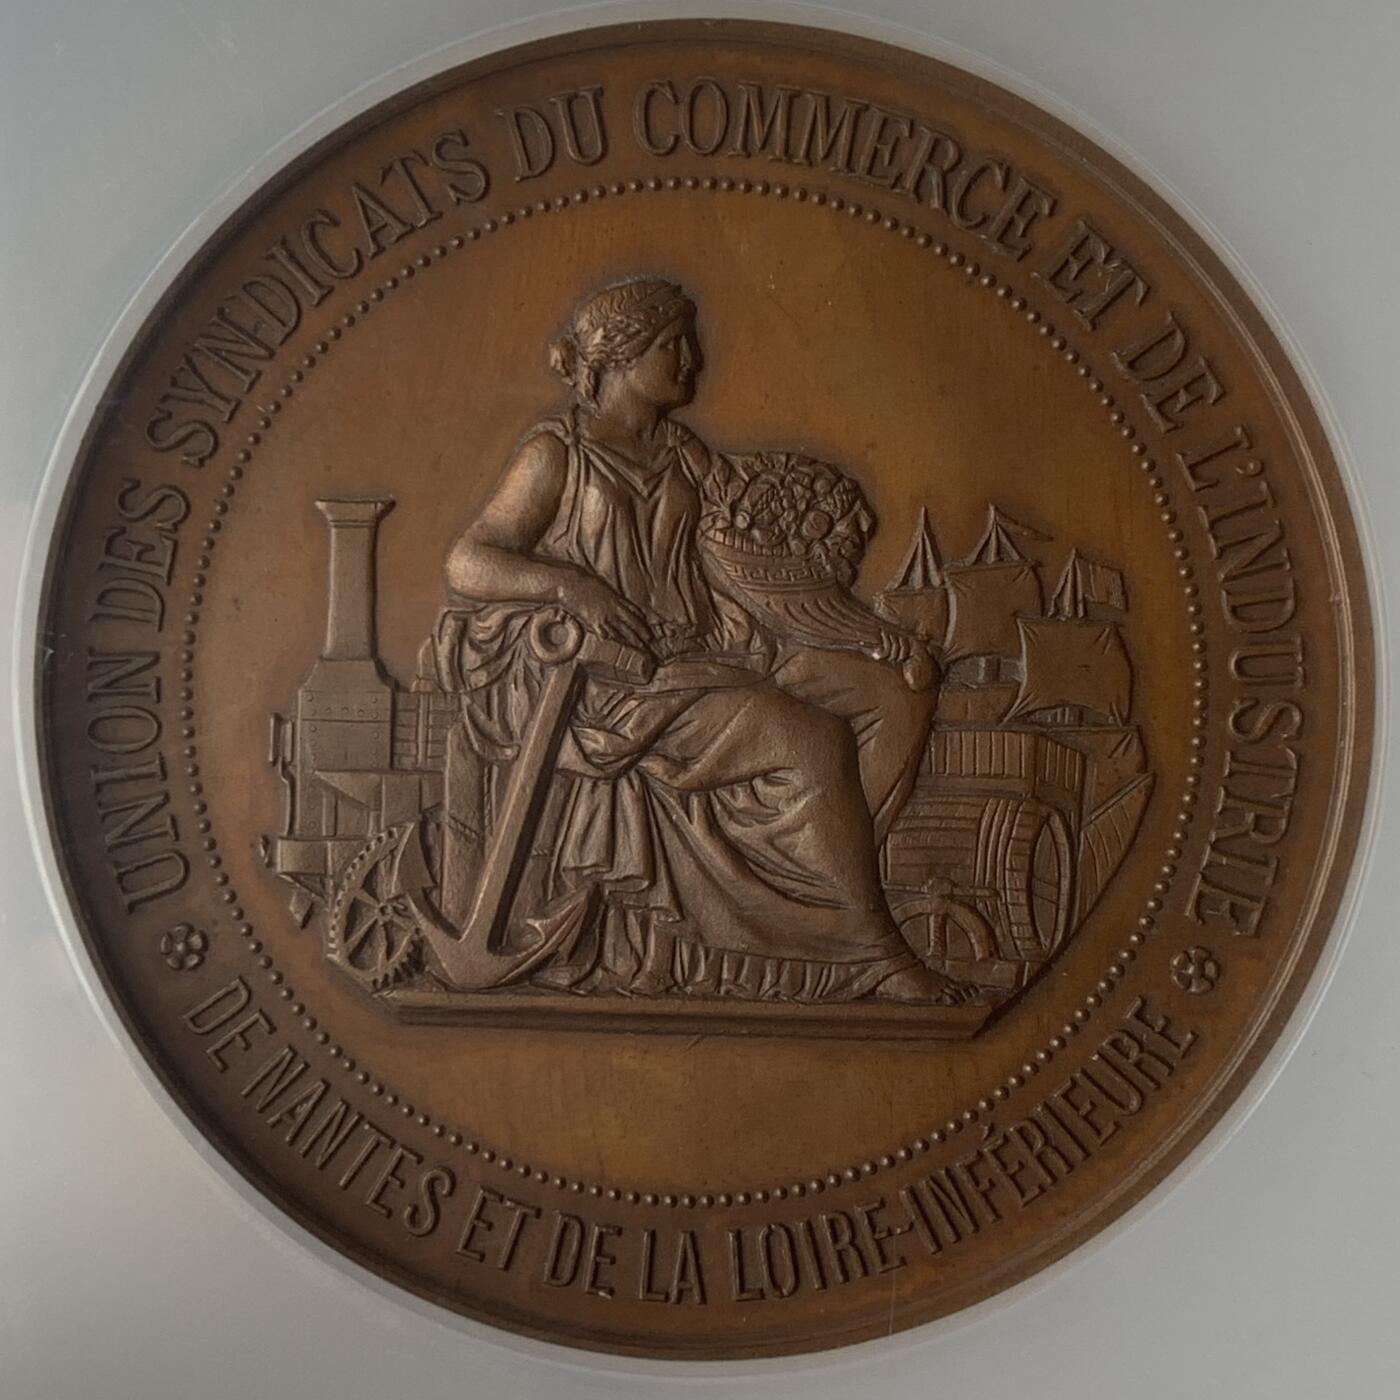 UNION DES SYNDICATS DU COMMERCE ET DE L'INDUSTRIE
DE NANTES ET DE LA LOIRE-INFÉRIEURE